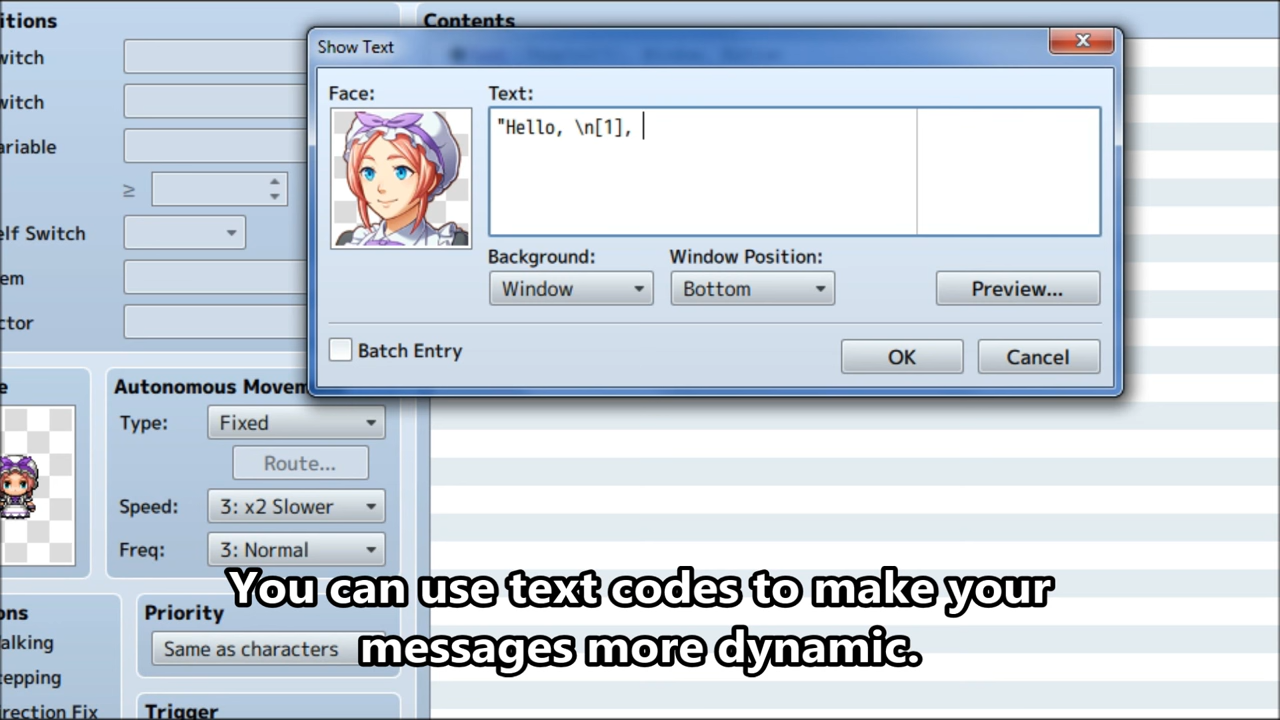 itions
Contents
Show Text
witch
Face:
Text:
witch
"Hello, \n[1],
ariable
≥
elf Switch
Background:
Window Position:
em
Window
Bottom
Preview...
ctor
Batch Entry
OK
Cancel
e
Autonomous Movem
Type:
Fixed
Route...
Speed:
3: x2 Slower
Freq:
3: Normal
You can use text codes to make your
messages more dynamic.
ons
Priority
alking
Same as characters
tepping
irection Fix
Trigger